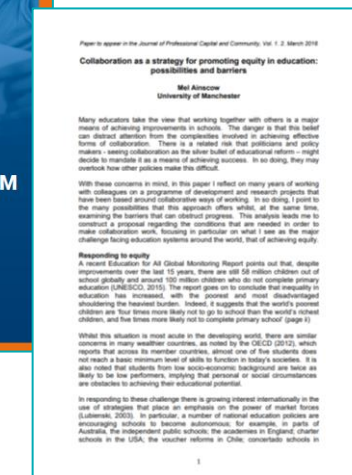 Paper to appear in the Journal of Professional Capital and Community, Vol. 1. 2. March 2016
Collaboration as a strategy for promoting equity in education:
possibilities and barriers
Mel Ainscow
University of Manchester
Many educators take the view that working together with others is a major
means of achieving improvements in schools. The danger is that this belief
can distract attention from the complexities involved in achieving effective
forms of collaboration. There is a related risk that politicians and policy
makers - seeing collaboration as the silver bullet of educational reform – might
decide to mandate it as a means of achieving success. In so doing, they may
overlook how other policies make this difficult.
With these concerns in mind, in this paper I reflect on many years of working
with colleagues on a programme of development and research projects that
have been based around collaborative ways of working. In so doing, I point to
the many possibilities that this approach offers whilst, at the same time,
examining the barriers that can obstruct progress. This analysis leads me to
construct a proposal regarding the conditions that are needed in order to
make collaboration work, focusing in particular on what I see as the major
challenge facing education systems around the world, that of achieving equity.
Responding to equity
A recent Education for All Global Monitoring Report points out that, despite
improvements over the last 15 years, there are still 58 million children out of
school globally and around 100 million children who do not complete primary
education (UNESCO, 2015). The report goes on to conclude that inequality in
education has increased, with the poorest and most disadvantaged
shouldering the heaviest burden. Indeed, it suggests that the world's poorest
children are 'four times more likely not to go to school than the world's richest
children, and five times more likely not to complete primary school' (page ii)
M
Whilst this situation is most acute in the developing world, there are similar
concerns in many wealthier countries, as noted by the OECD (2012), which
reports that across its member countries, almost one of five students does
not reach a basic minimum level of skills to function in today's societies. It is
also noted that students from low socio-economic background are twice as
likely to be low performers, implying that personal or social circumstances
are obstacles to achieving their educational potential.
In responding to these challenge there is growing interest internationally in the
use of strategies that place an emphasis on the power of market forces
(Lubienski, 2003). In particular, a number of national education policies are
encouraging schools to become autonomous; for example, in parts of
Australia, the independent public schools; the academies in England; charter
schools in the USA; the voucher reforms in Chile; concertado schools in
1